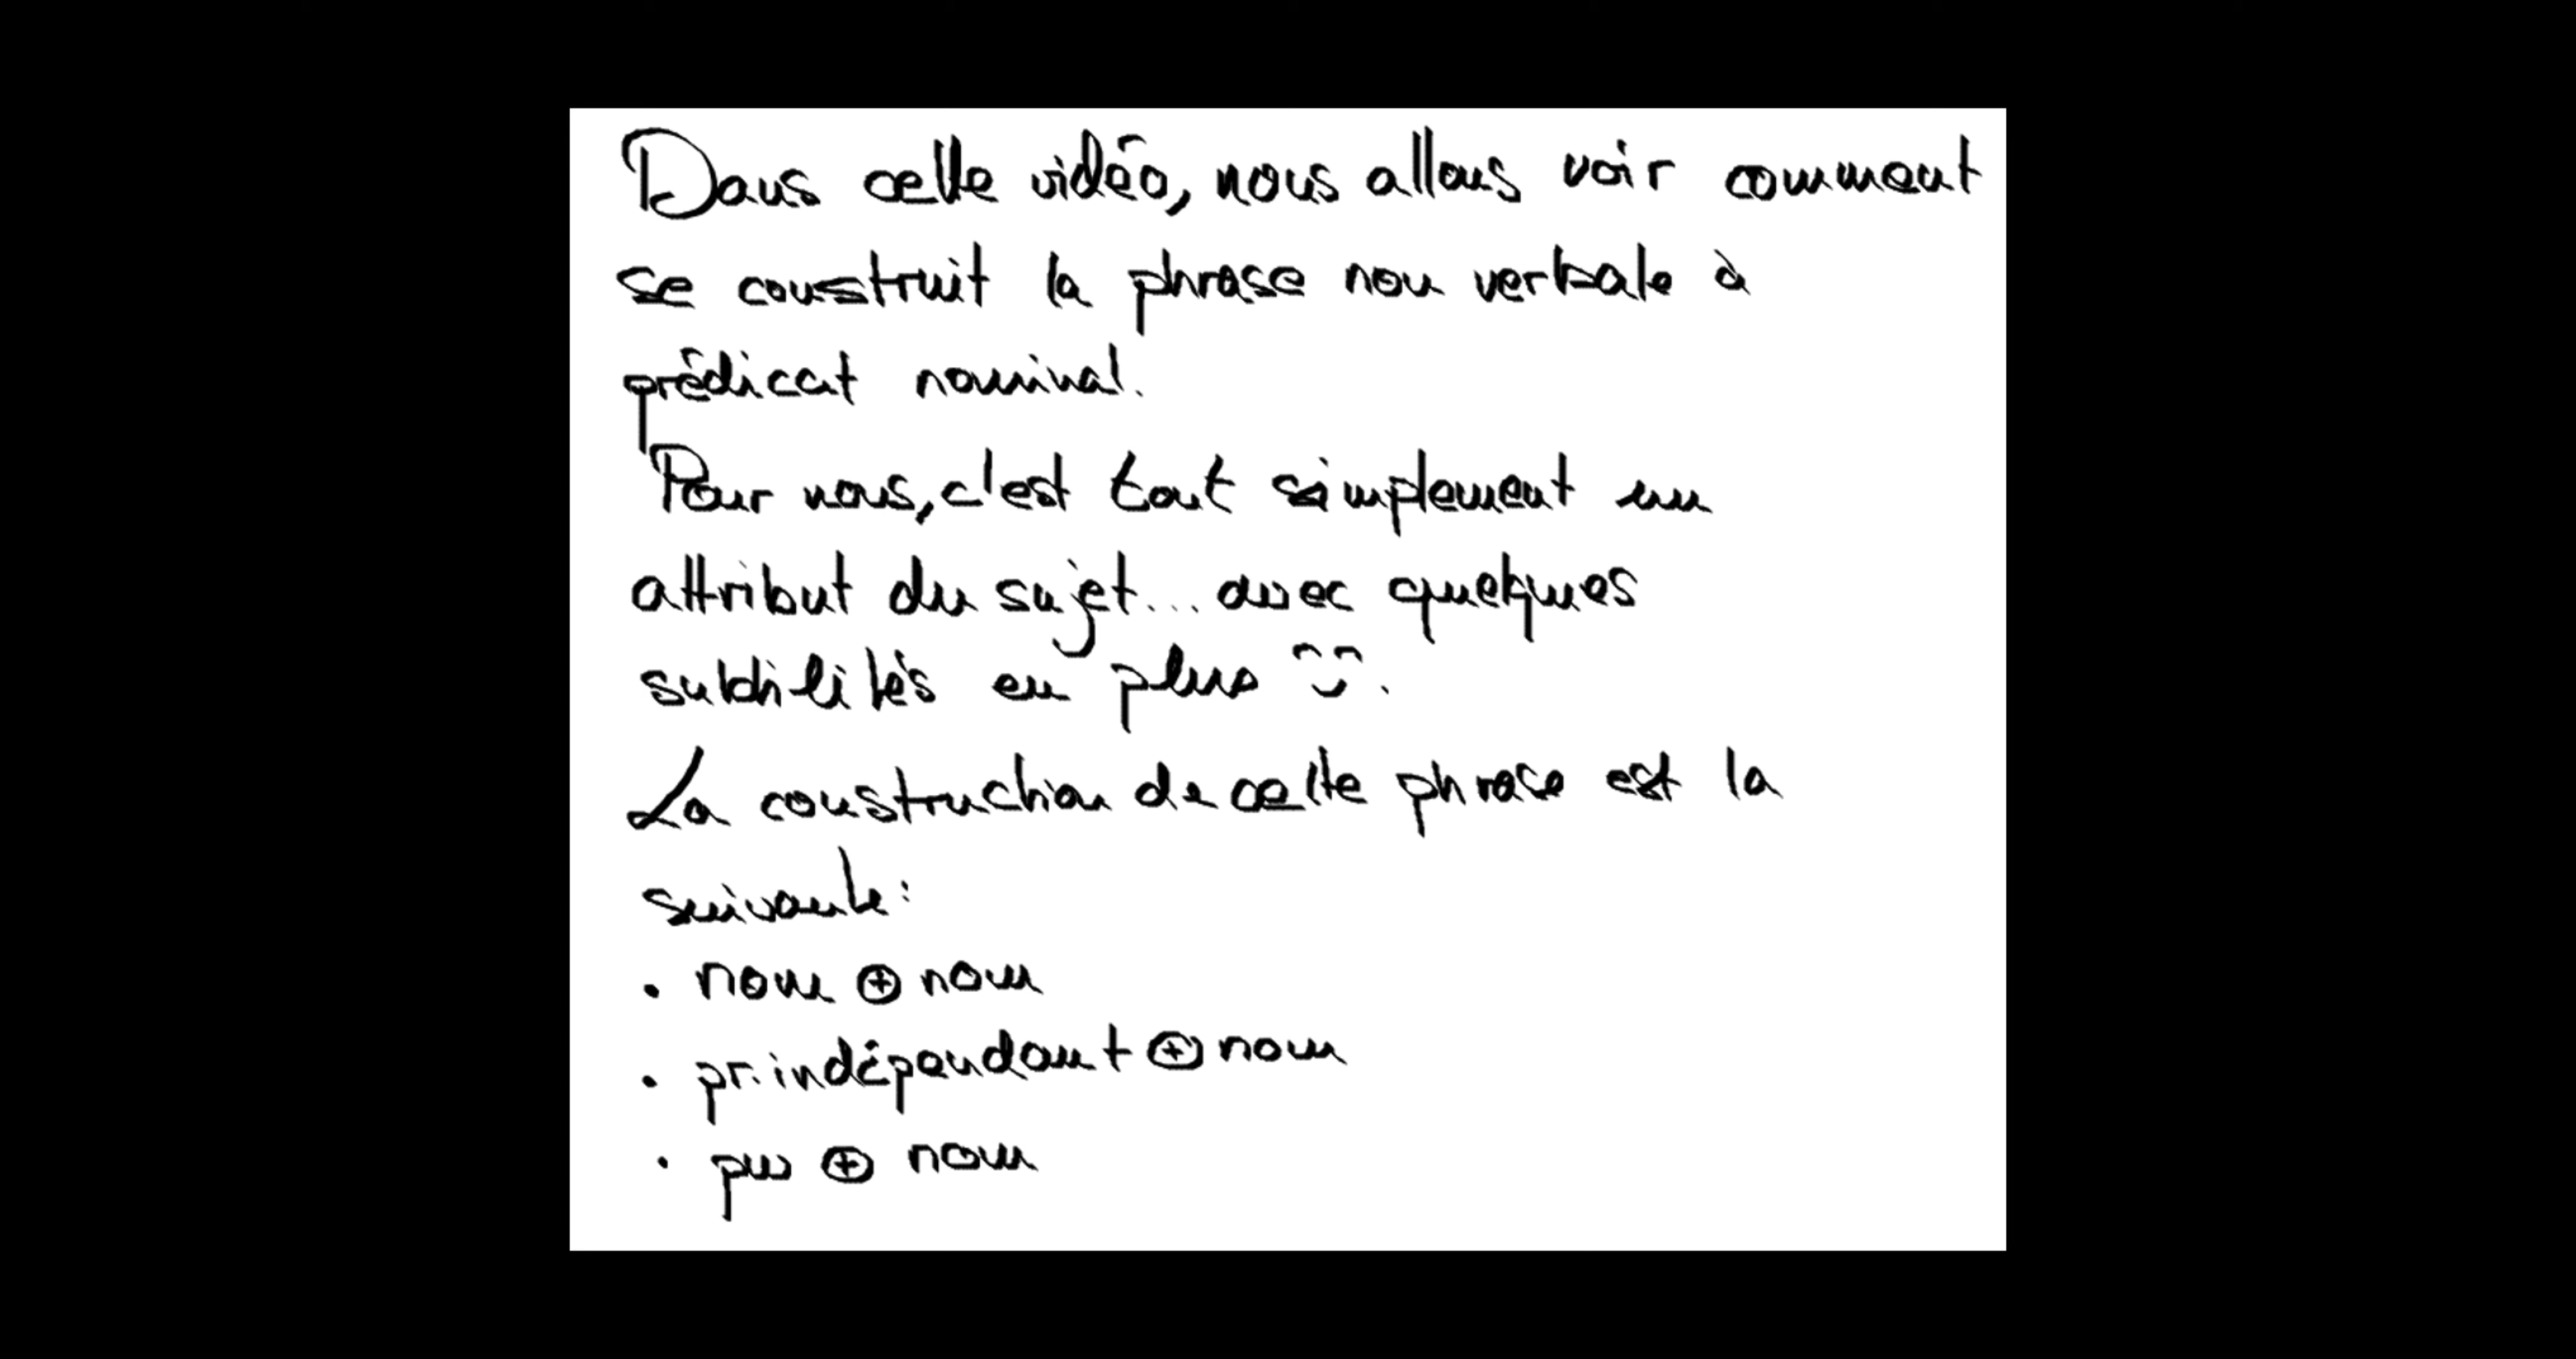 Dans cette vidéo, nous allons voir comment
se construit la phrase non verbale à
prédicat nominal.
Pour nous, c'est tout simplement un
attribut du sujet... avec quelques
subtilités en plus.
La construction de cette phrase est la
suivante:
• nom ⊕ nom
• pr. indépendant ⊕ nom
• ⊕ nom